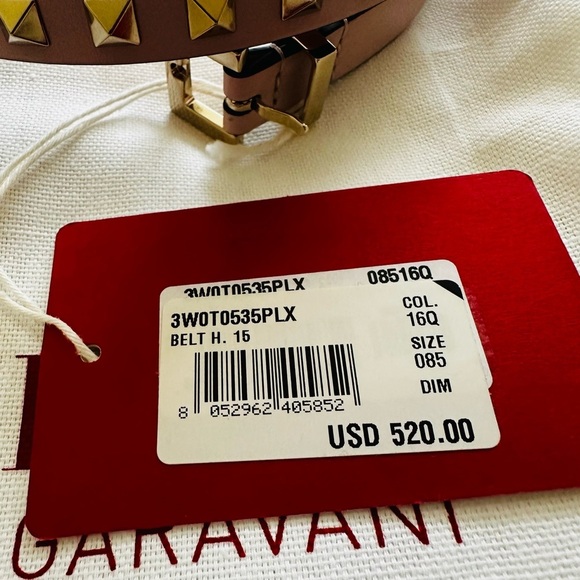 3W0T0535PLX 08516Q
3W0T0535PLX
BELT H. 15
COL.
16Q
SIZE
085
DIM
8 052962 405852
USD 520.00
GARAVANI